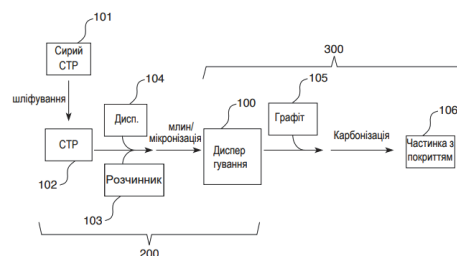 101
Сирий
СТР
шліфування
104
Дисп.
млин/
мікронізація
300
100
105
Графіт
106
СТР
102
Розчинник
103
Диспер
гування
Карбонізація
Частинка з
покриттям
200